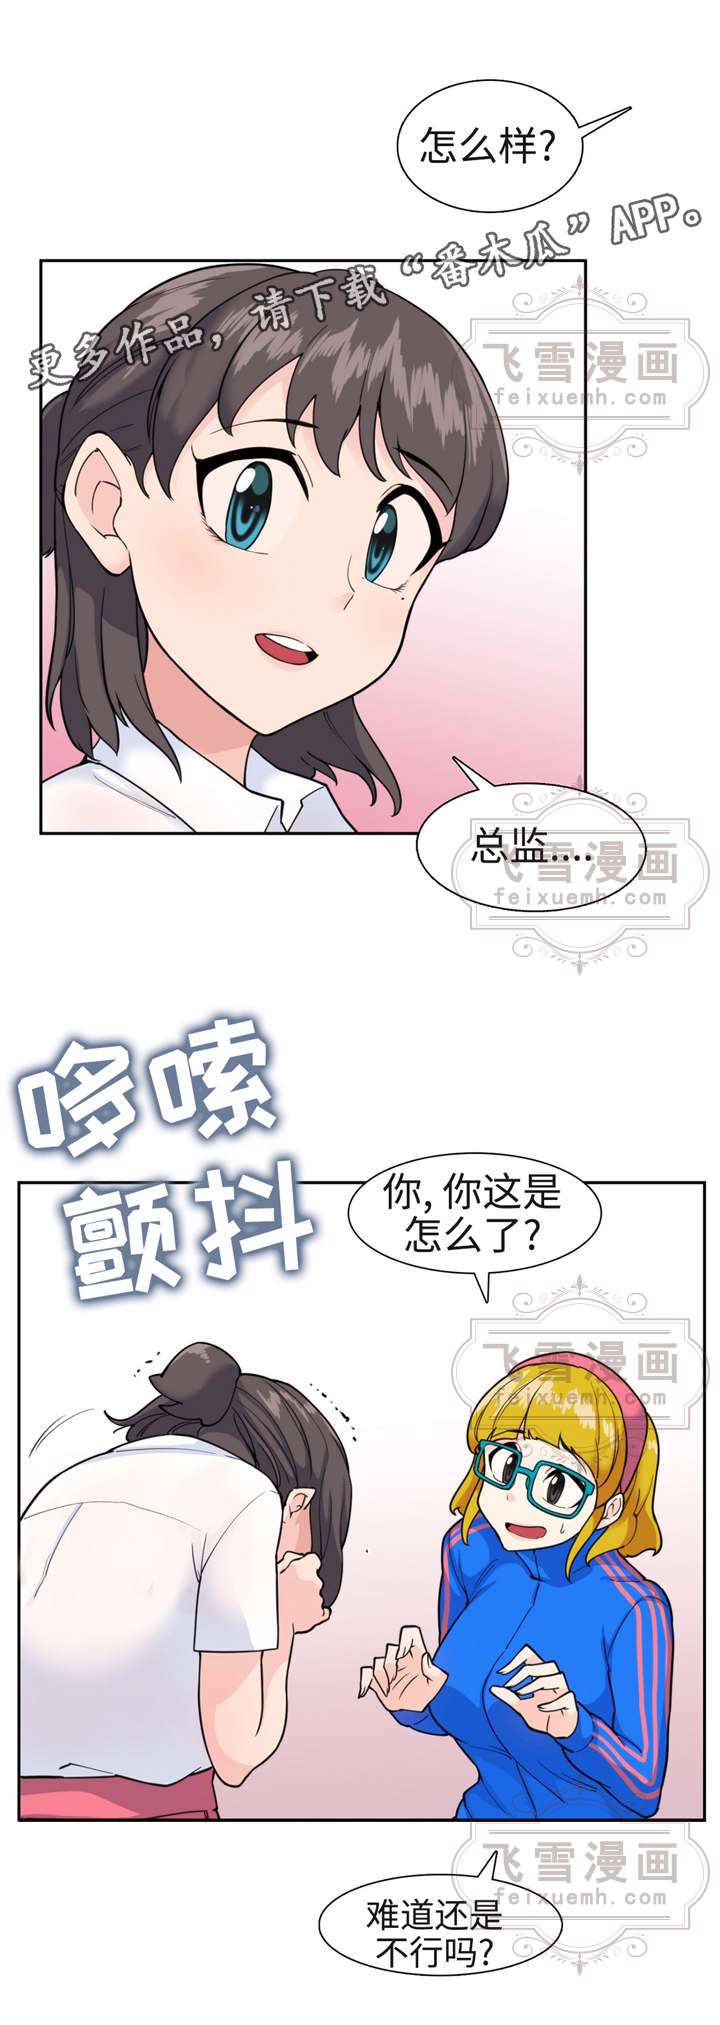 怎么样?
更多作品，请下载“番木瓜”APP。
飞雪漫画
feixuemh.com
总监....
飞雪漫画
feixuemh.com
哆嗦
颤抖
你, 你这是
怎么了?
飞雪漫画
feixuemh.com
飞雪漫画
feixuemh.com
难道还是
不行吗?